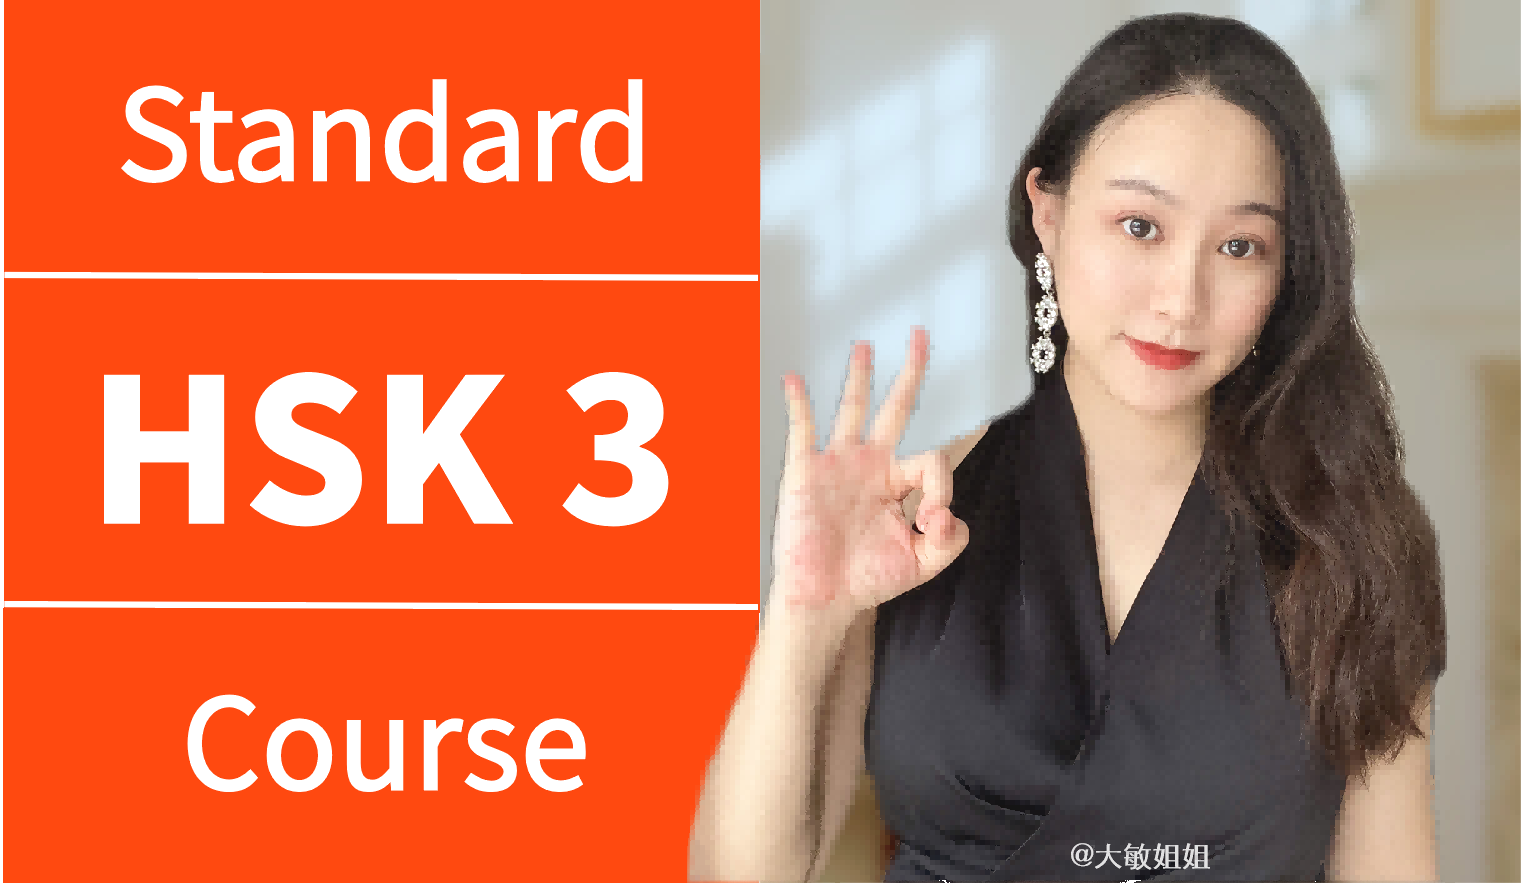 Standard
HSK 3
Course
@大敏姐姐